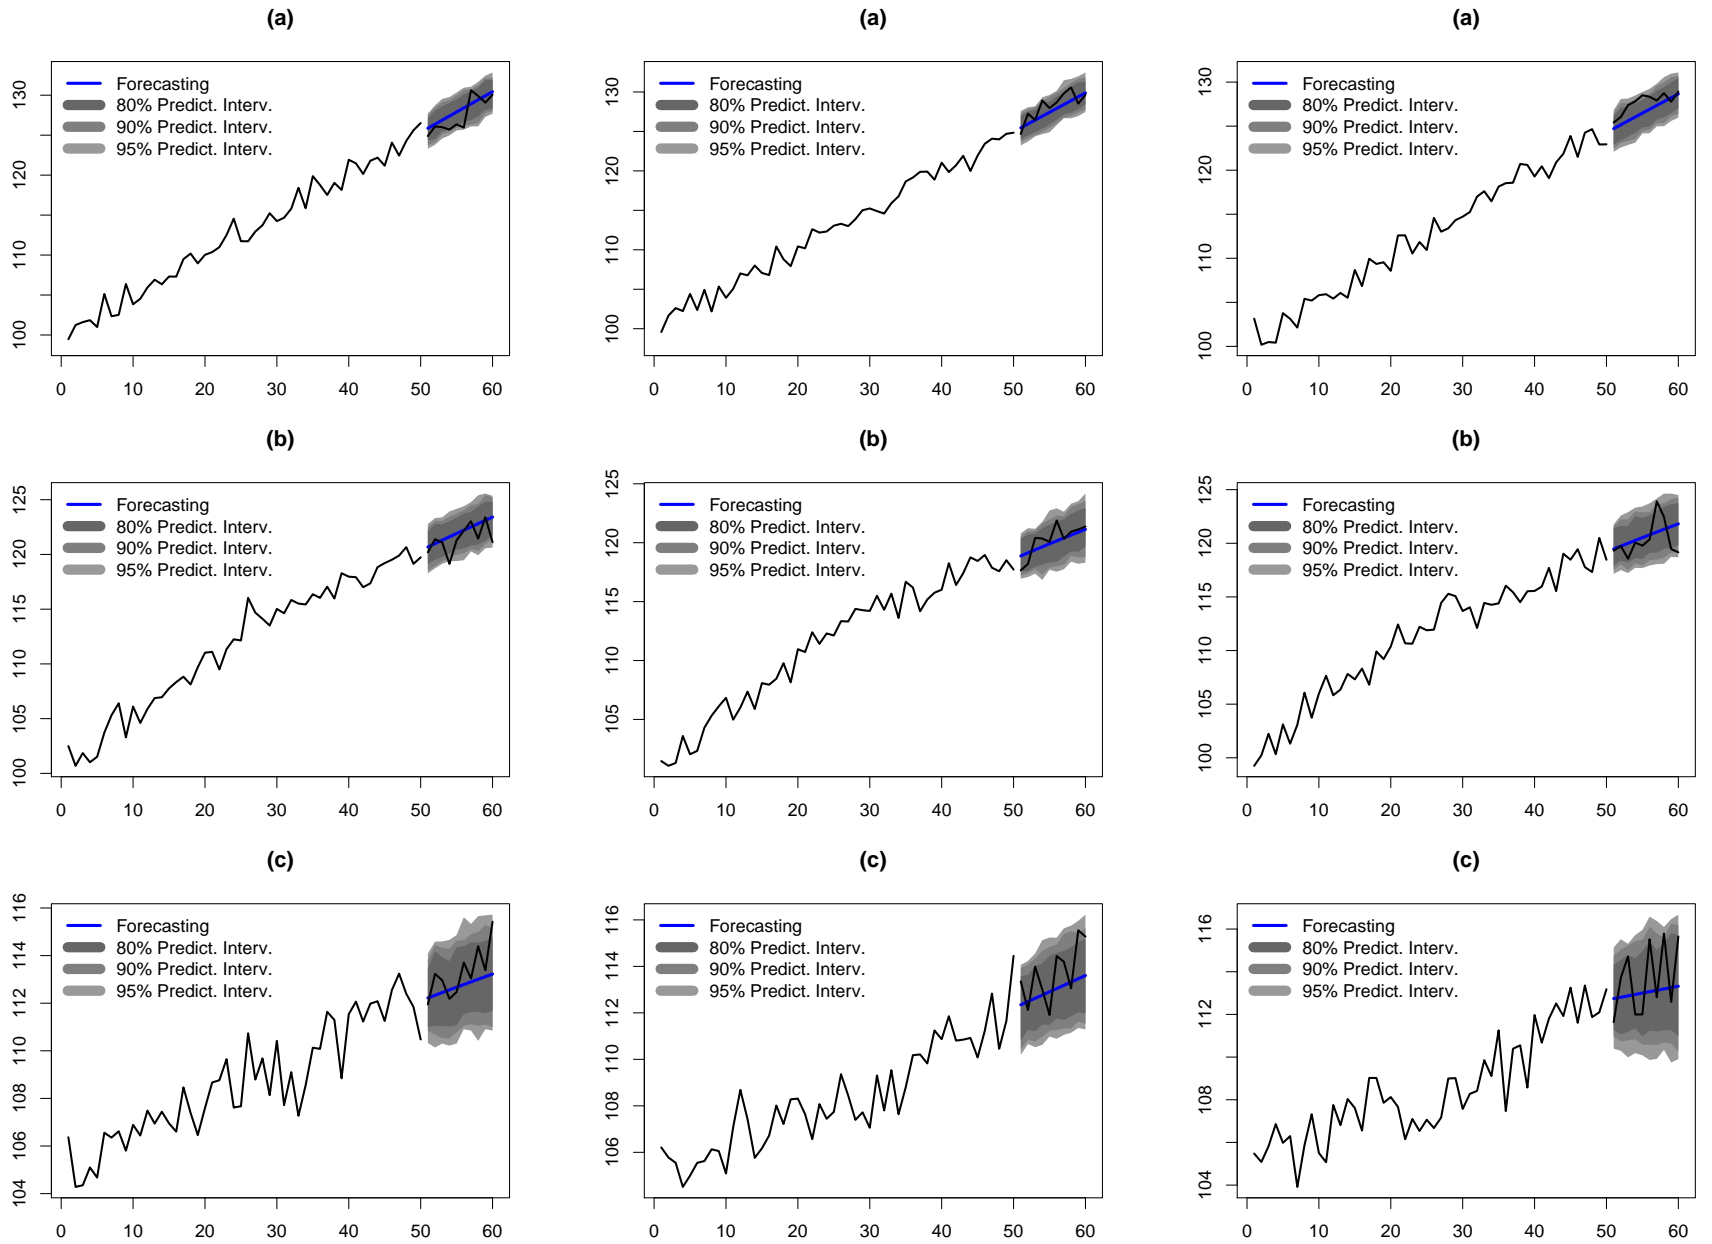 (a) (a) (a)
Forecasting
80% Predict. Interv.
90% Predict. Interv.
95% Predict. Interv.
100 110 120 130
0 10 20 30 40 50 60
Forecasting
80% Predict. Interv.
90% Predict. Interv.
95% Predict. Interv.
100 110 120 130
0 10 20 30 40 50 60
Forecasting
80% Predict. Interv.
90% Predict. Interv.
95% Predict. Interv.
100 110 120 130
0 10 20 30 40 50 60
(b) (b) (b)
Forecasting
80% Predict. Interv.
90% Predict. Interv.
95% Predict. Interv.
100 105 110 115 120 125
0 10 20 30 40 50 60
Forecasting
80% Predict. Interv.
90% Predict. Interv.
95% Predict. Interv.
105 110 115 120 125
0 10 20 30 40 50 60
Forecasting
80% Predict. Interv.
90% Predict. Interv.
95% Predict. Interv.
100 105 110 115 120 125
0 10 20 30 40 50 60
(c) (c) (c)
Forecasting
80% Predict. Interv.
90% Predict. Interv.
95% Predict. Interv.
104 106 108 110 112 114 116
0 10 20 30 40 50 60
Forecasting
80% Predict. Interv.
90% Predict. Interv.
95% Predict. Interv.
106 108 110 112 114 116
0 10 20 30 40 50 60
Forecasting
80% Predict. Interv.
90% Predict. Interv.
95% Predict. Interv.
104 108 112 116
0 10 20 30 40 50 60